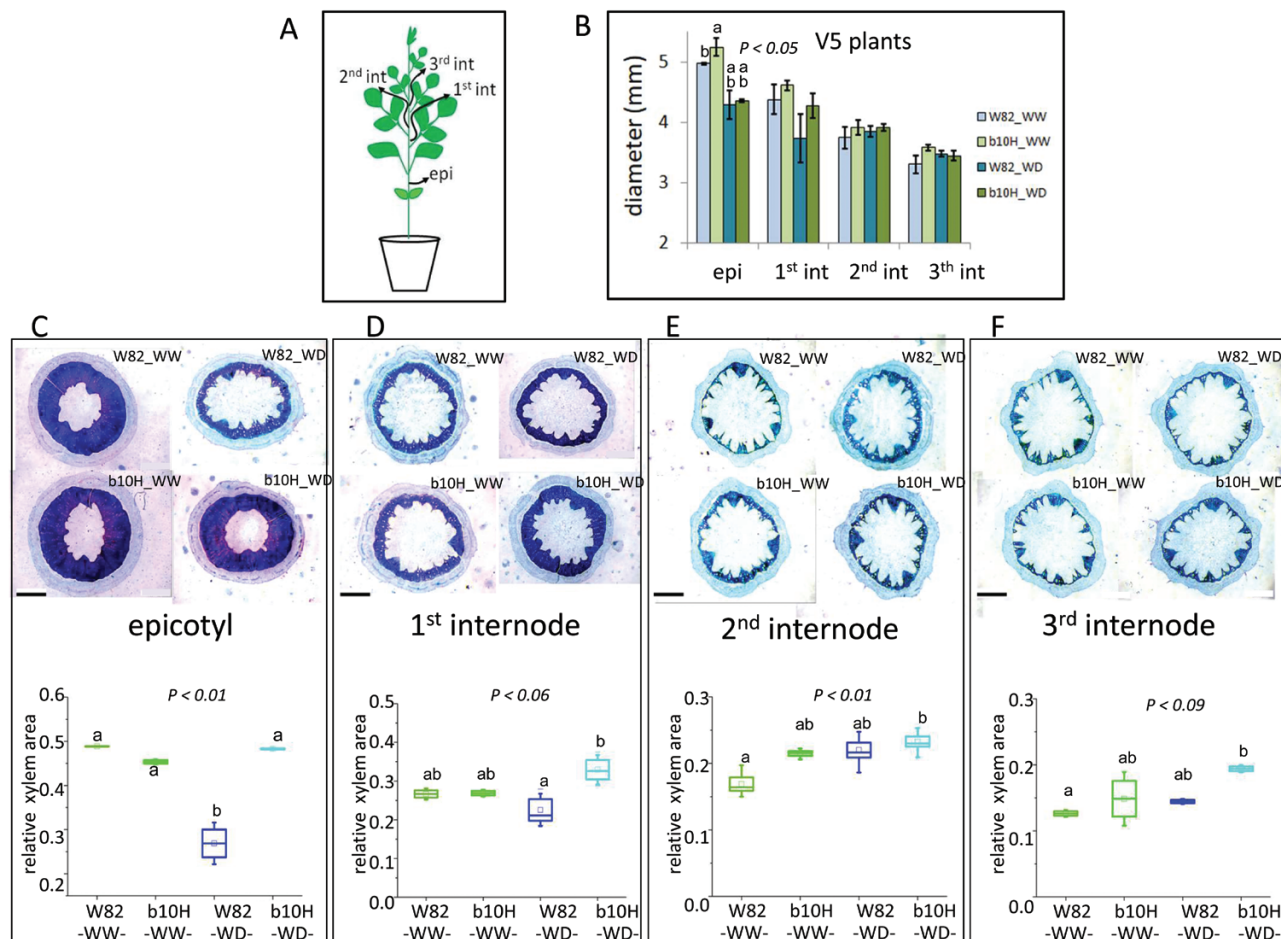 A
2nd int
3rd int
1st int
epi
B
V5 plants
P < 0.05
b
a
a
b
a
b
diameter (mm)
5
4
3
2
epi
1st int
2nd int
3th int
W82_WW
b10H_WW
W82_WD
b10H_WD
C
W82_WW
W82_WD
b10H_WW
b10H_WD
epicotyl
P < 0.01
relative xylem area
0.6
0.5
0.4
0.3
0.2
a
a
b
a
W82 b10H W82 b10H
-WW- -WW- -WD- -WD-
D
W82_WW
W82_WD
b10H_WW
b10H_WD
1st internode
P < 0.06
relative xylem area
0.5
0.4
0.3
0.2
0.1
0.0
ab
ab
a
b
W82 b10H W82 b10H
-WW- -WW- -WD- -WD-
E
W82_WW
W82_WD
b10H_WW
b10H_WD
2nd internode
P < 0.01
relative xylem area
0.3
0.2
0.1
0.0
a
ab
ab
b
W82 b10H W82 b10H
-WW- -WW- -WD- -WD-
F
W82_WW
W82_WD
b10H_WW
b10H_WD
3rd internode
P < 0.09
relative xylem area
0.3
0.2
0.1
0.0
a
ab
ab
b
W82 b10H W82 b10H
-WW- -WW- -WD- -WD-